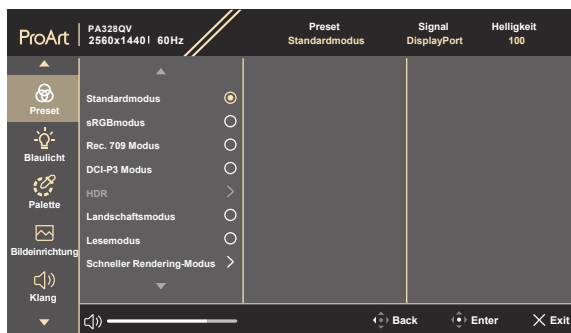 ProArt
PA328QV
2560x1440 60Hz
Preset
Standardmodus
Signal
DisplayPort
Helligkeit
100
Preset
Blaulicht
Palette
Bildeinrichtung
Klang
Standardmodus
sRGBmodus
Rec. 709 Modus
DCI-P3 Modus
HDR
Landschaftsmodus
Lesemodus
Schneller Rendering-Modus
Back
Enter
Exit